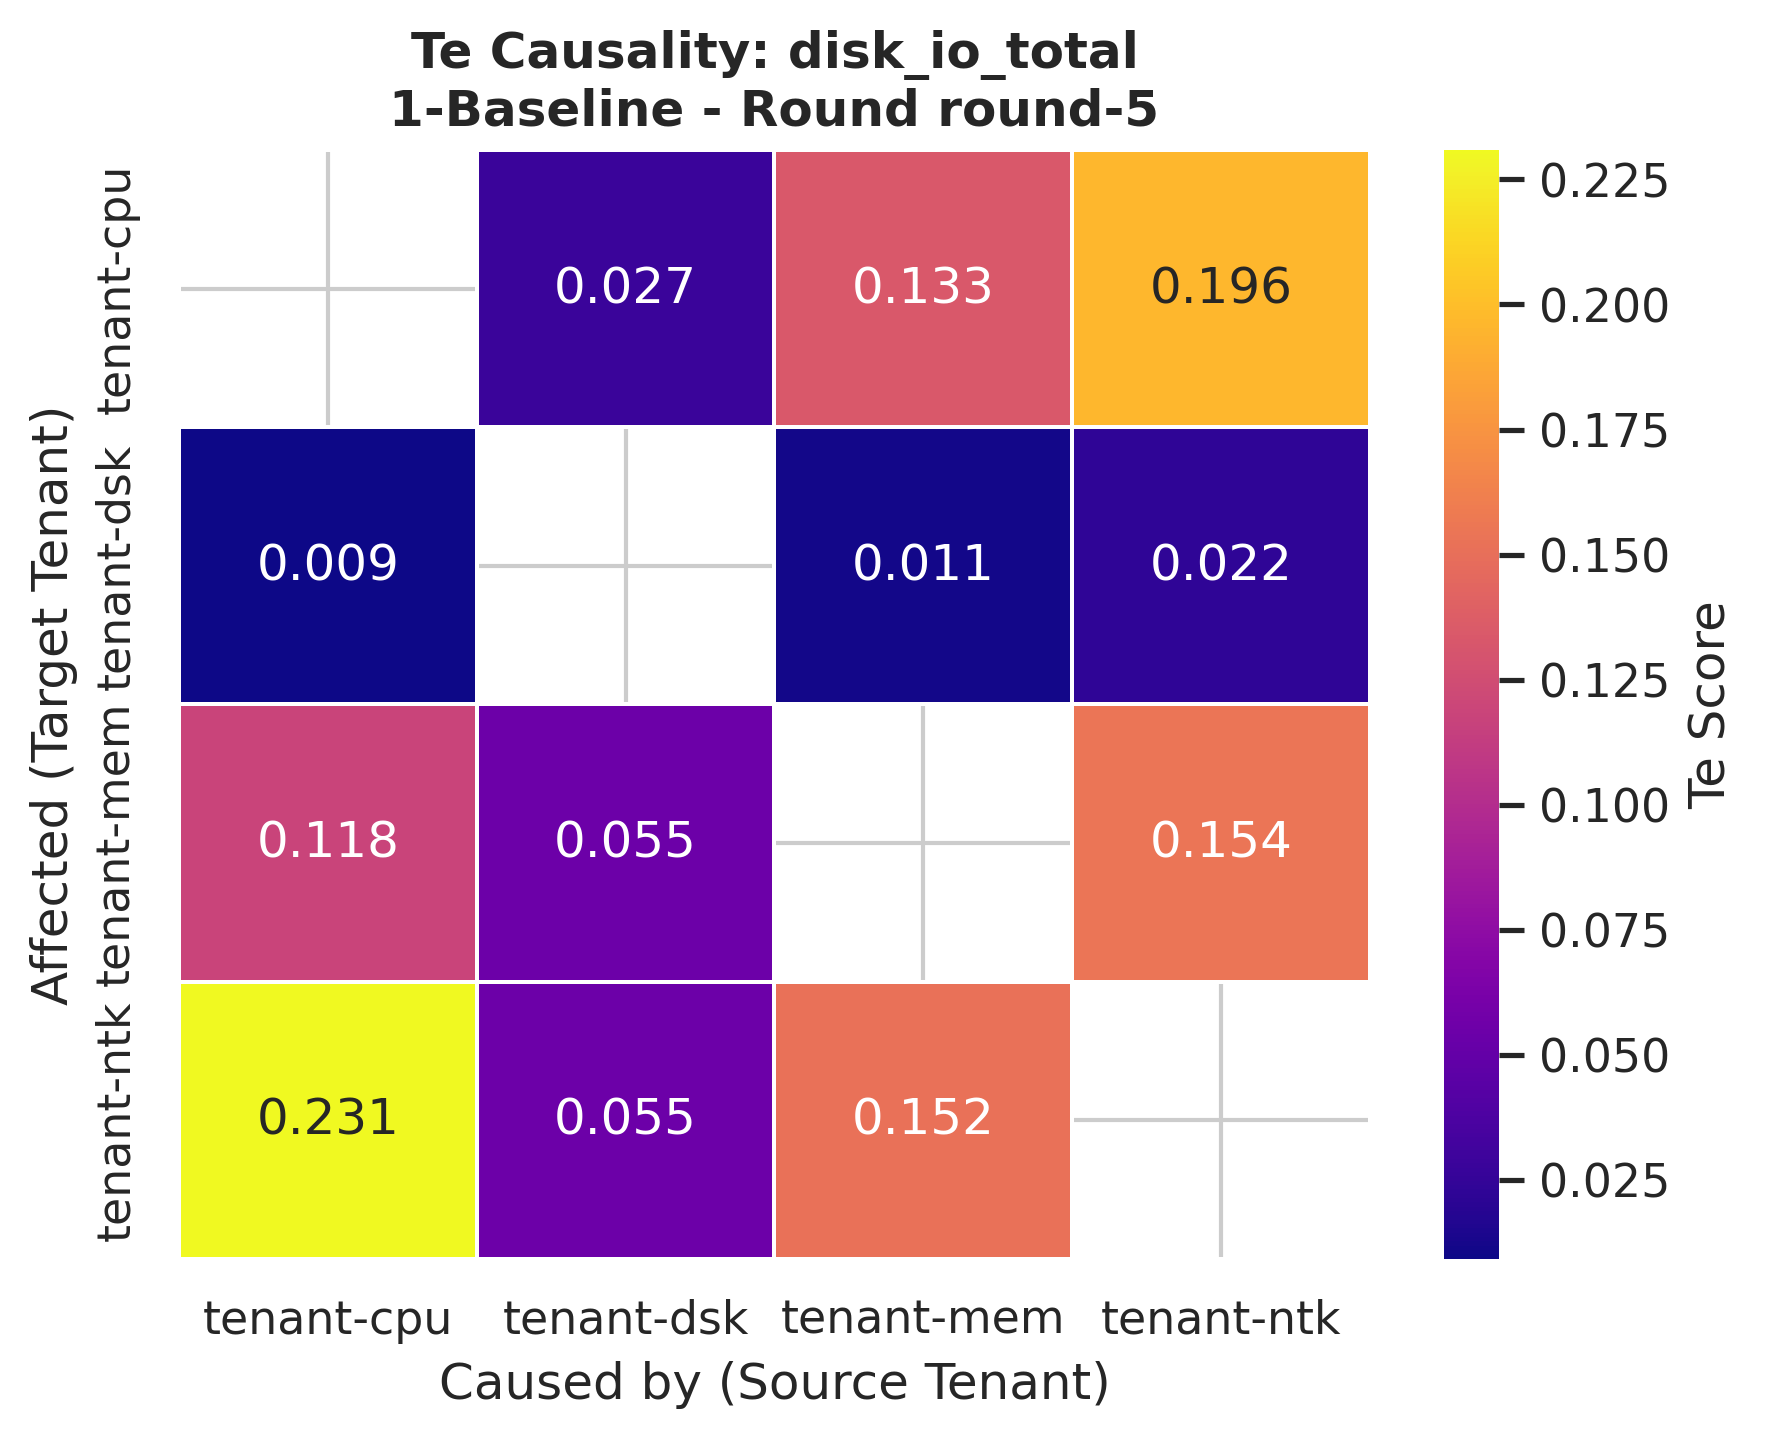 Te Causality: disk_io_total
1-Baseline - Round round-5
Affected (Target Tenant)
tenant-cpu
0.027 0.133 0.196
tenant-dsk
0.009 0.011 0.022
tenant-mem
0.118 0.055 0.154
tenant-ntk
0.231 0.055 0.152
tenant-cpu tenant-dsk tenant-mem tenant-ntk
Caused by (Source Tenant)
0.225
0.200
0.175
0.150
0.125
0.100
0.075
0.050
0.025
Te Score